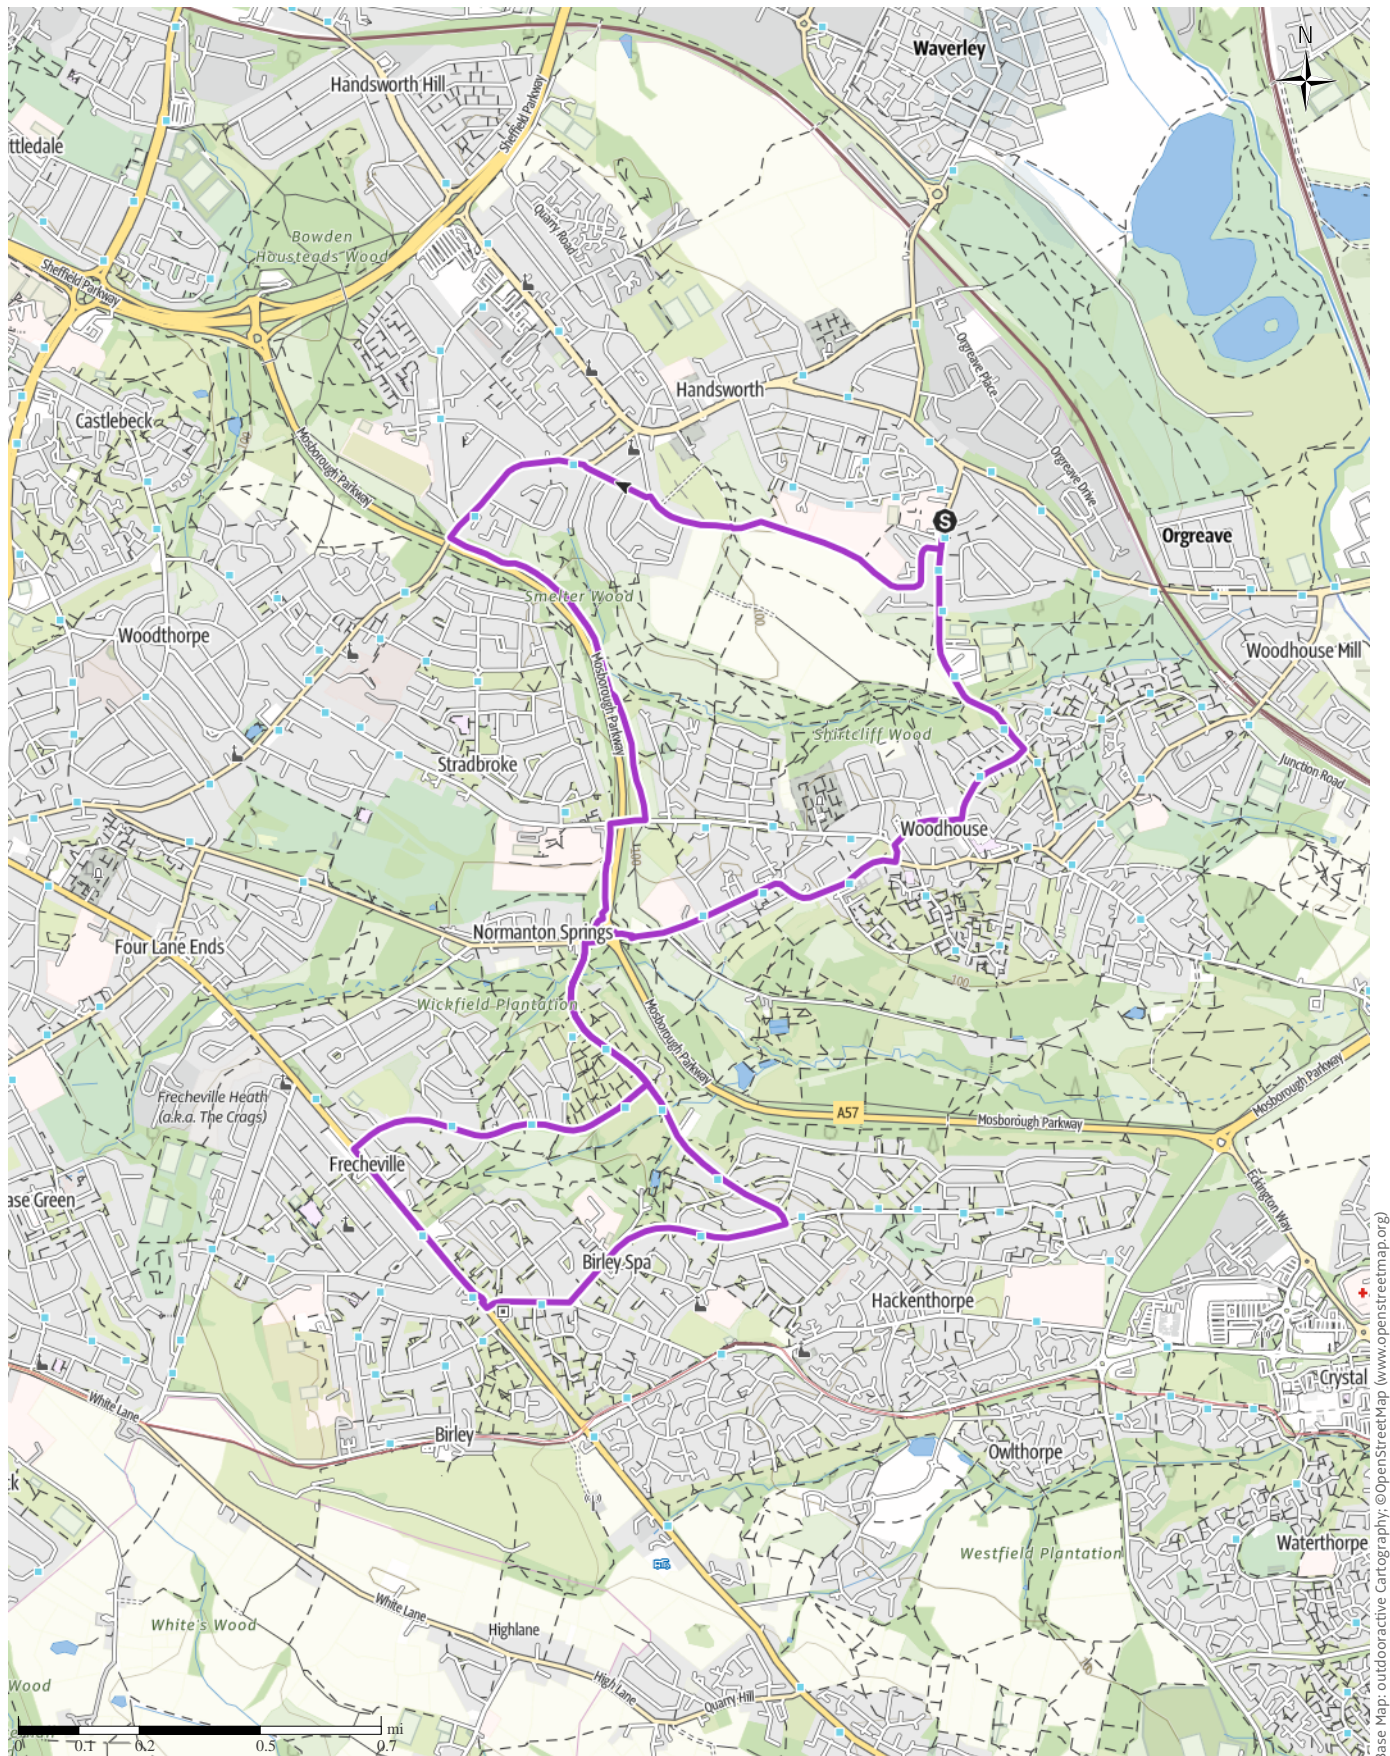 N
Waverley
Handsworth Hill
Sheffield Parkway
ttledale
Quarry Road
Bowden
Housteads Wood
Sheffield Parkway
Orgreave Place
Handsworth
Castlebeck
100
Mosborough Parkway
Orgreave Drive
S
Orgreave
Smelter Wood
100
Woodthorpe
Woodhouse Mill
Mosborough Parkway
Shirtcliff Wood
Stradbroke
Junction Road
Woodhouse
100
Normanton Springs
Four Lane Ends
100
Wickfield Plantation
Mosborough Parkway
Mosborough Parkway
Frecheville Heath
(a.k.a. The Crags)
A57
Mosborough Parkway
Frecheville
Eckington Way
ase Green
Birley Spa
Hackenthorpe
Crystal
White Lane
Birley
Owlthorpe
ck
Westfield Plantation
Waterthorpe
White Lane
White's Wood
Highlane
High Lane
Quarry Hill
Wood
0 0.1 0.2 0.5 0.7 mi
ase Map: outdooractive Cartography; ©OpenStreetMap (www.openstreetmap.org)